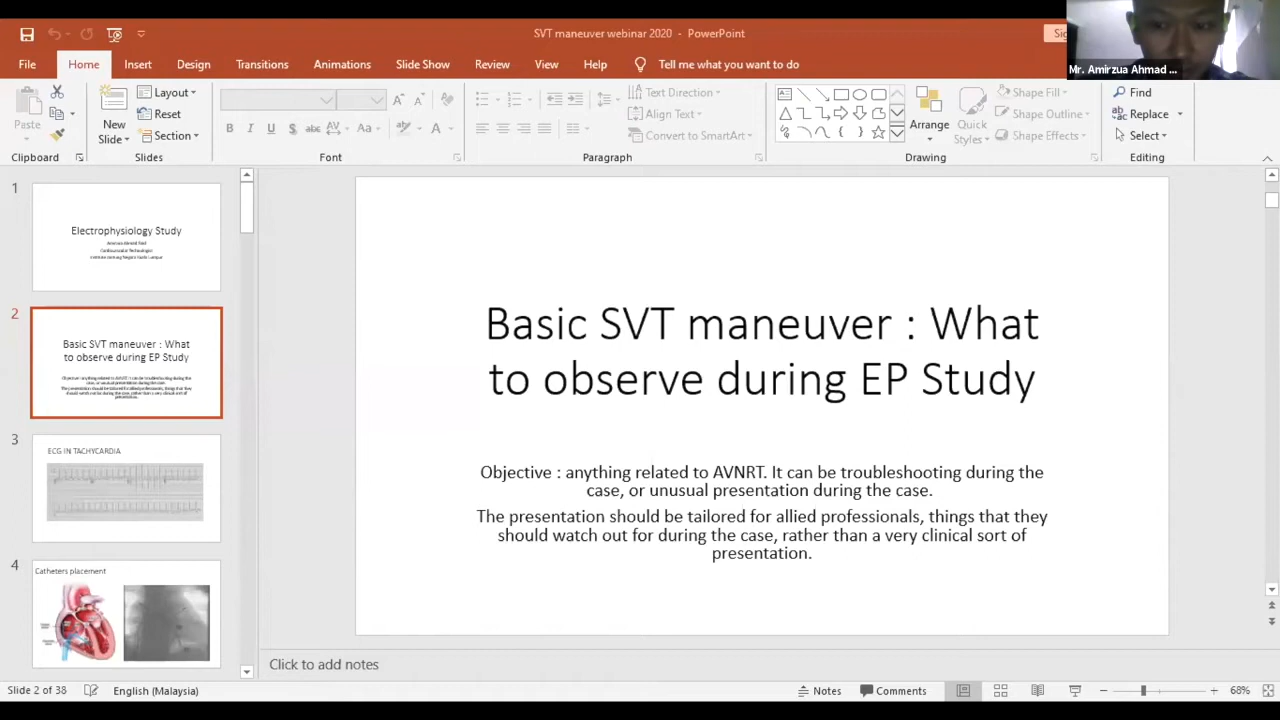 SVT maneuver webinar 2020 - PowerPoint
Mr. Amirzua Ahmad ...
File Home Insert Design Transitions Animations Slide Show Review View Help Tell me what you want to do
Paste
New Slide
Layout
Reset
Section
B I U S abc AV Aa A
Text Direction
Align Text
Convert to SmartArt
Arrange
Quick Styles
Shape Fill
Shape Outline
Shape Effects
Find
Replace
Select
Clipboard Slides Font Paragraph Drawing Editing
1
Electrophysiology Study
2
Basic SVT maneuver : What
to observe during EP Study
3
ECG IN TACHYCARDIA
4
Catheters placement
Basic SVT maneuver : What
to observe during EP Study
Objective : anything related to AVNRT. It can be troubleshooting during the
case, or unusual presentation during the case.
The presentation should be tailored for allied professionals, things that they
should watch out for during the case, rather than a very clinical sort of
presentation.
Click to add notes
Slide 2 of 38 English (Malaysia) Notes Comments 68%